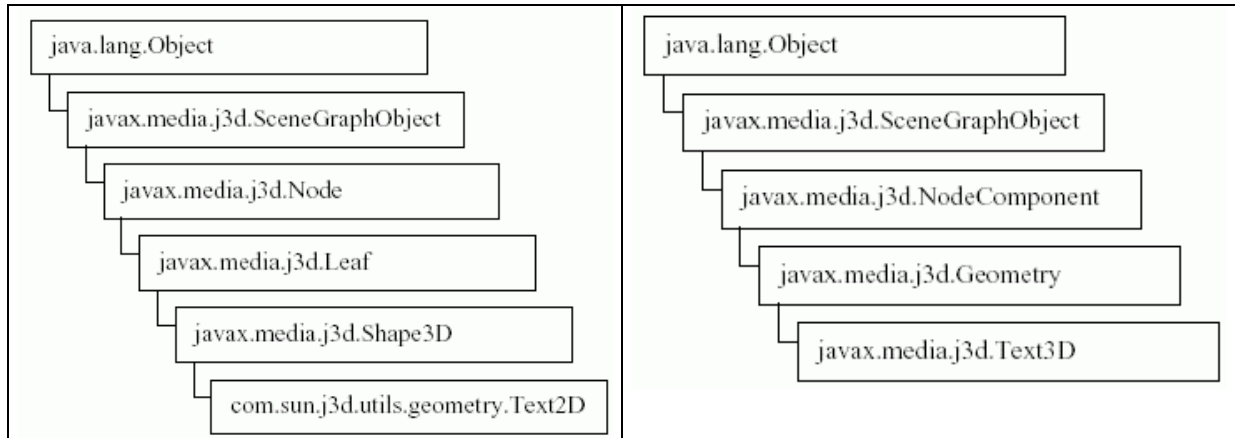 java.lang.Object
javax.media.j3d.SceneGraphObject
javax.media.j3d.Node
javax.media.j3d.Leaf
javax.media.j3d.Shape3D
com.sun.j3d.utils.geometry.Text2D
java.lang.Object
javax.media.j3d.SceneGraphObject
javax.media.j3d.NodeComponent
javax.media.j3d.Geometry
javax.media.j3d.Text3D